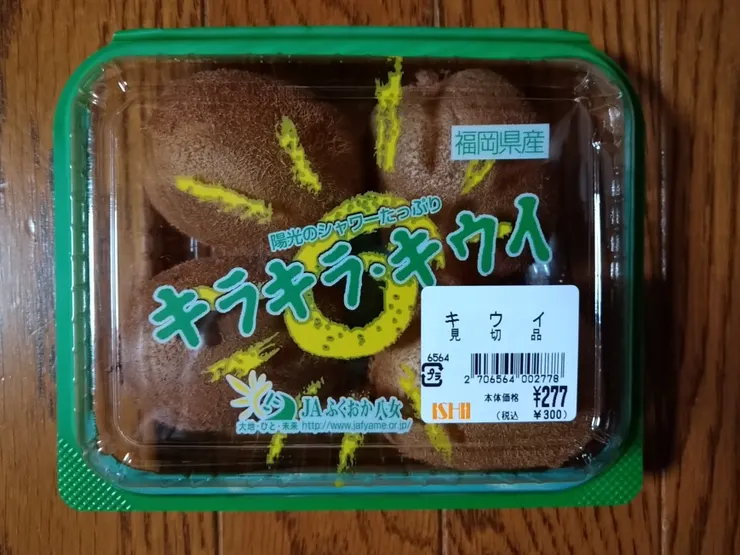 福岡県産
陽光のシャワーたっぷり
キラキラ・キウイ
JAふくおか八女
大地・ひと・未来 http://www.jafyame.or.jp/
キウイ
見切品
6564
プラ
2 706564 002778
本体価格 ¥277
ISHII
(税込 ¥300)